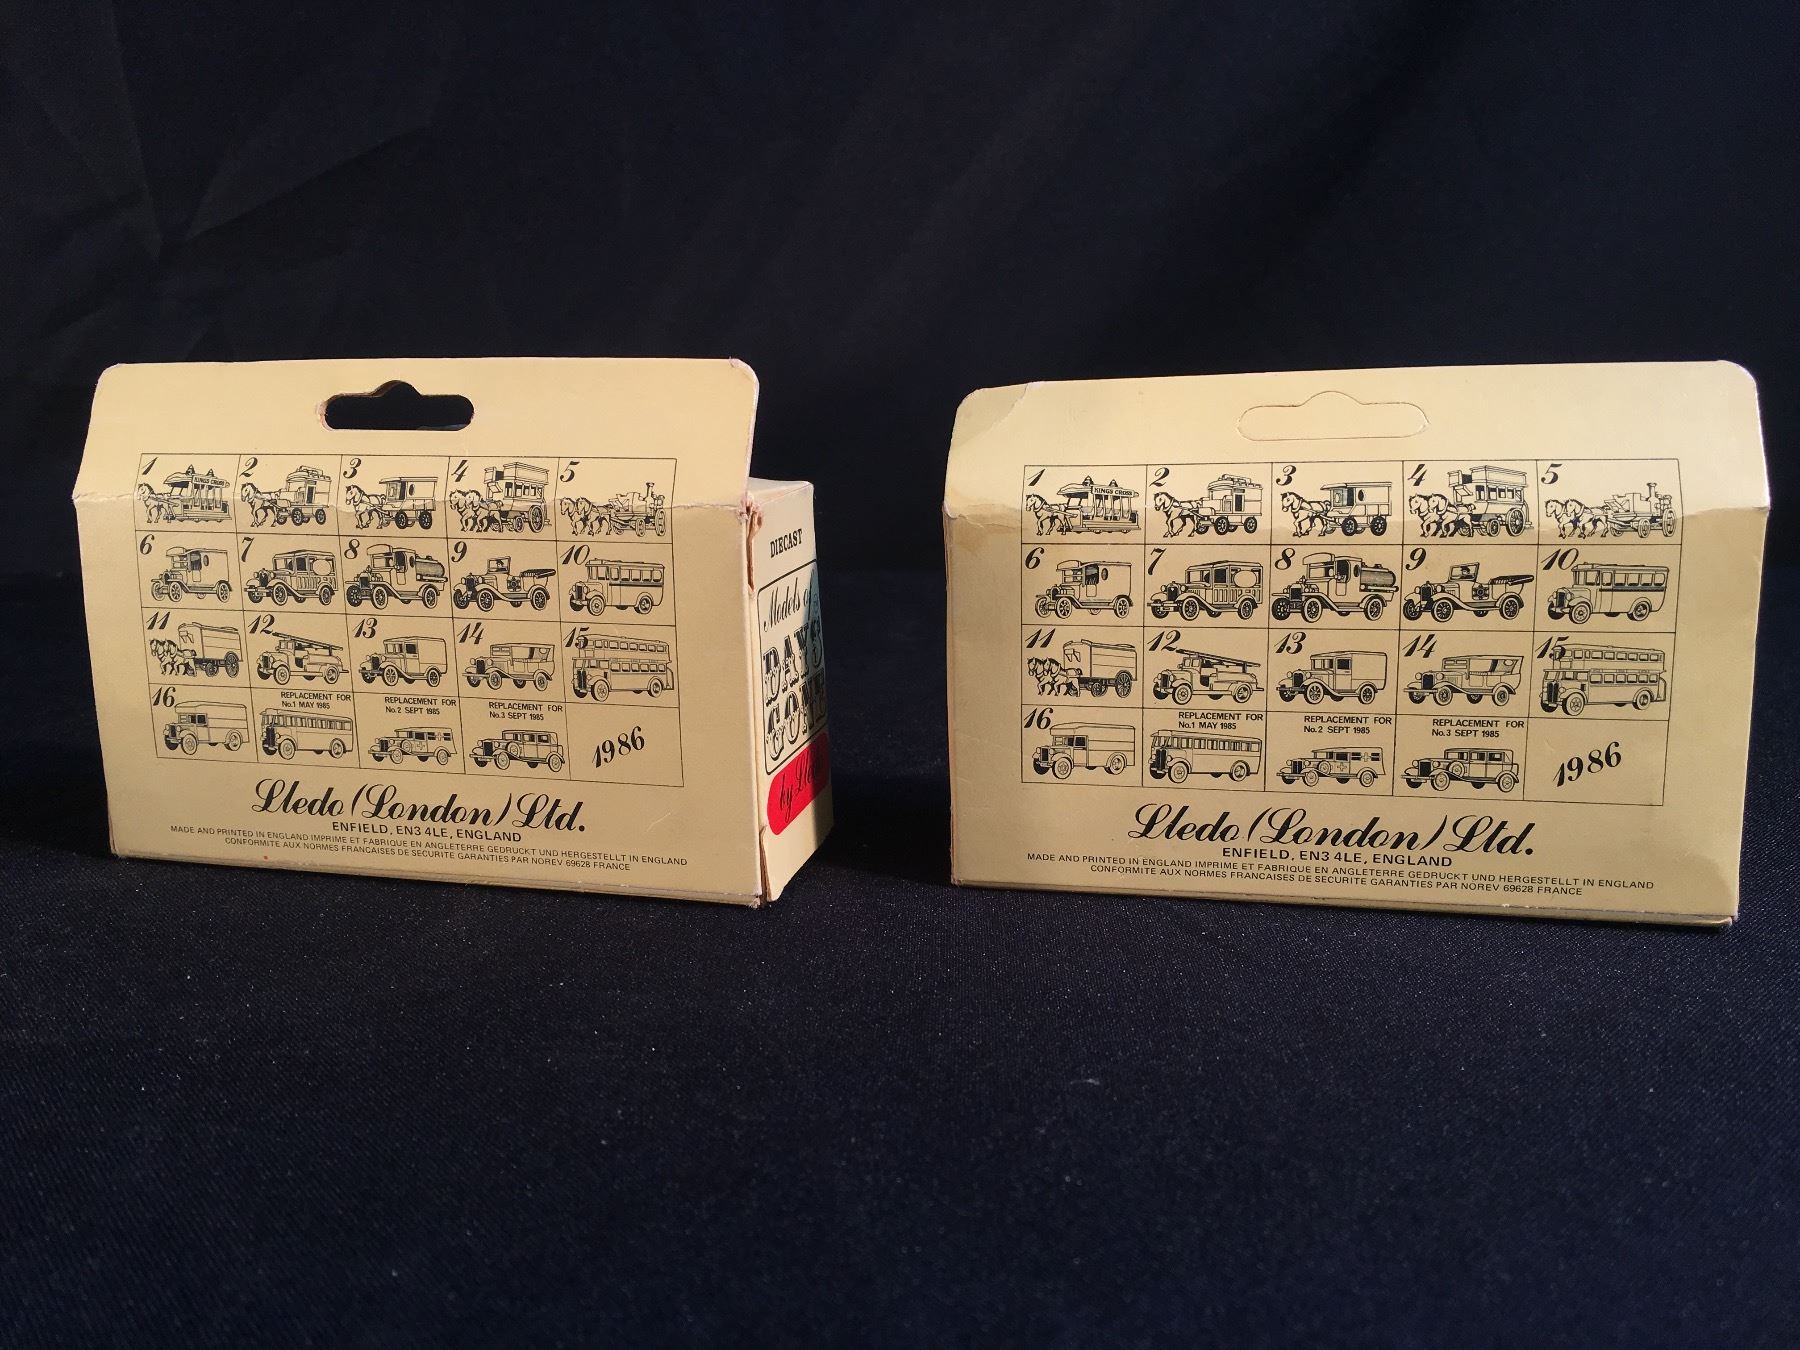 1 2 3 4 5
KINGS CROSS
6 7 8 9 10
11 12 13 14 15
16
REPLACEMENT FOR
No.1 MAY 1985
REPLACEMENT FOR
No.2 SEPT 1985
REPLACEMENT FOR
No.3 SEPT 1985
1986
Lledo (London) Ltd.
ENFIELD, EN3 4LE, ENGLAND
MADE AND PRINTED IN ENGLAND IMPRIME ET FABRIQUE EN ANGLETERRE GEDRUCKT UND HERGESTELLT IN ENGLAND
CONFORMITE AUX NORMES FRANCAISES DE SECURITE GARANTIES PAR NOREV 69628 FRANCE
DIECAST
Models of
DAYS
GONE
by
1 2 3 4 5
KINGS CROSS
6 7 8 9 10
11 12 13 14 15
16
REPLACEMENT FOR
No.1 MAY 1985
REPLACEMENT FOR
No.2 SEPT 1985
REPLACEMENT FOR
No.3 SEPT 1985
1986
Lledo (London) Ltd.
ENFIELD, EN3 4LE, ENGLAND
MADE AND PRINTED IN ENGLAND IMPRIME ET FABRIQUE EN ANGLETERRE GEDRUCKT UND HERGESTELLT IN ENGLAND
CONFORMITE AUX NORMES FRANCAISES DE SECURITE GARANTIES PAR NOREV 69628 FRANCE